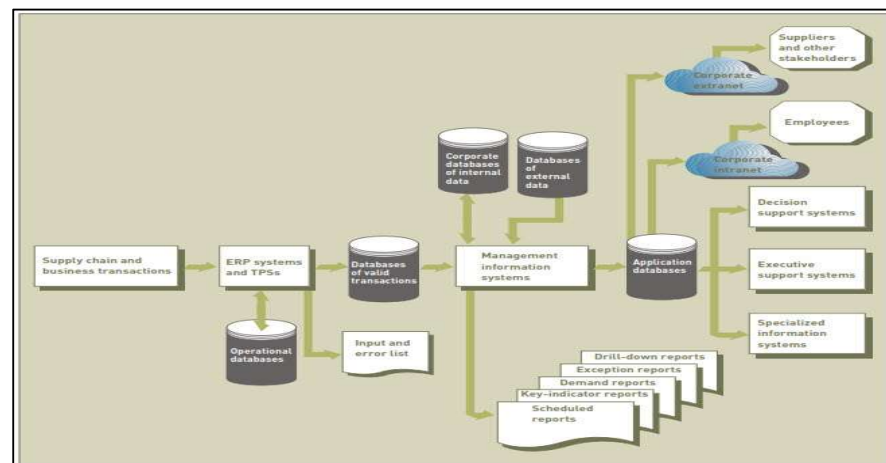 Suppliers
and other
stakeholders
Corporate
extranet
Employees
Corporate
intranet
Corporate
databases
of internal
data
Databases
of external
data
Decision
support systems
Supply chain and
business transactions
ERP systems
and TPSs
Databases
of valid
transactions
Management
information
systems
Application
databases
Executive
support systems
Operational
databases
Input and
error list
Specialized
information
systems
Drill-down reports
Exception reports
Demand reports
Key-indicator reports
Scheduled
reports